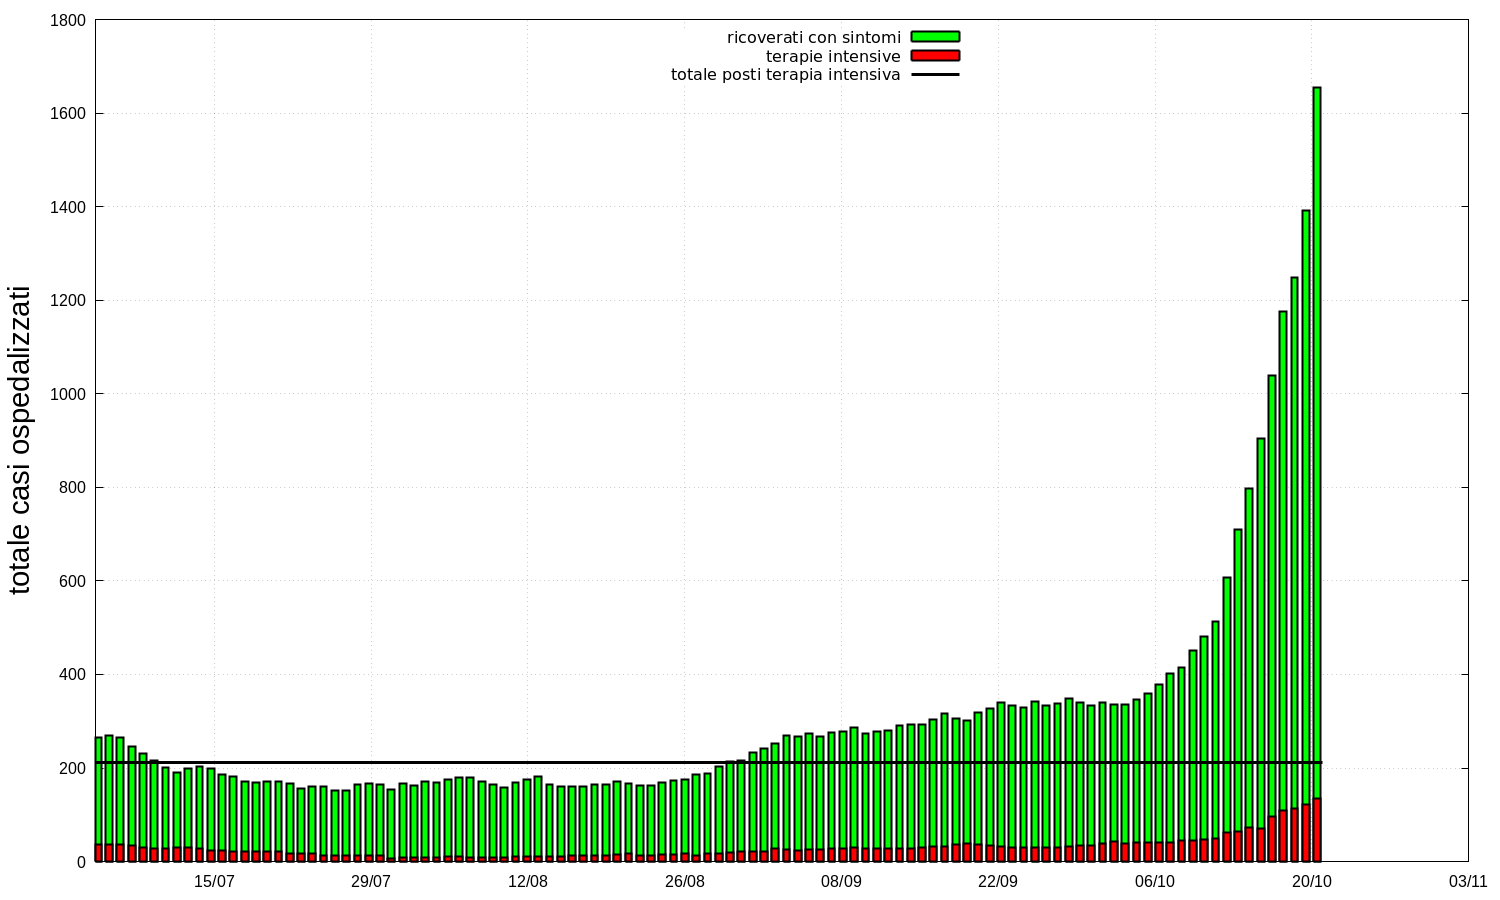 ricoverati con sintomi
terapie intensive
totale posti terapia intensiva
totale casi ospedalizzati
1800
1600
1400
1200
1000
800
600
400
200
0
15/07 29/07 12/08 26/08 08/09 22/09 06/10 20/10 03/11